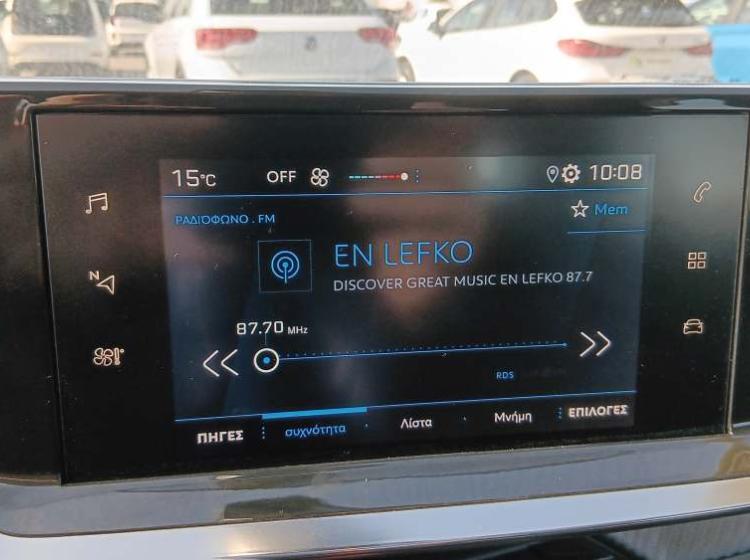 15°C OFF 10:08
ΡΑΔΙΌΦΩΝΟ . FM
Mem
EN LEFKO
DISCOVER GREAT MUSIC EN LEFKO 87.7
87.70 MHz
RDS
ΠΗΓΕΣ συχνότητα Λίστα Μνήμη ΕΠΙΛΟΓΕΣ
N